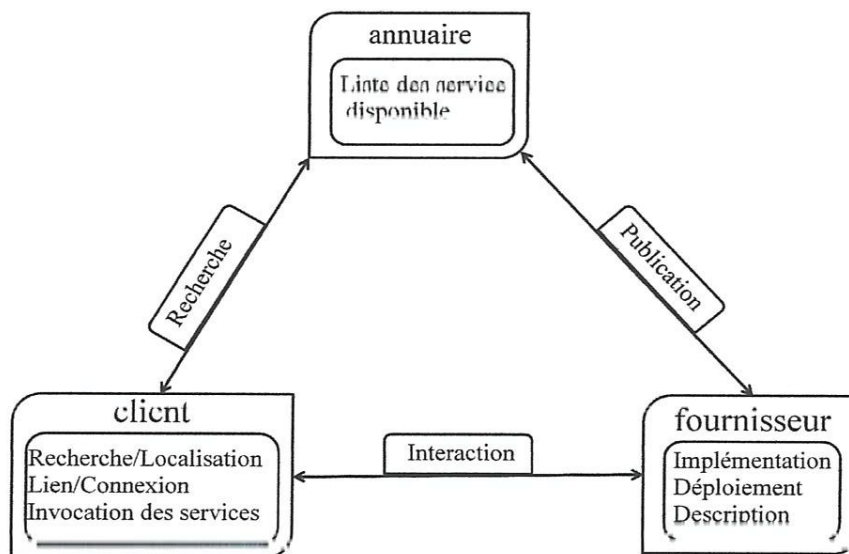 annuaire
Liste des service
disponible
Recherche
Publication
client
Recherche/Localisation
Lien/Connexion
Invocation des services
Interaction
fournisseur
Implémentation
Déploiement
Description